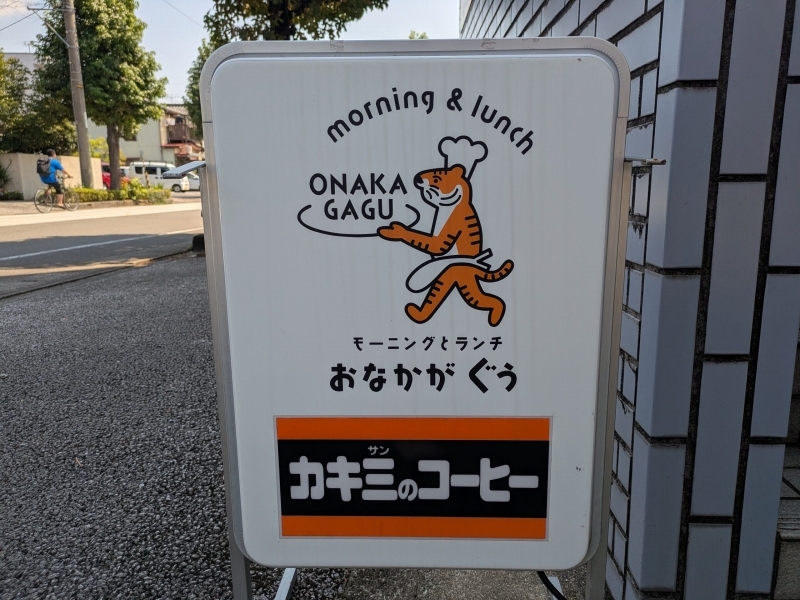 morning & lunch
ONAKA
GAGU
モーニングとランチ
おなかが ぐぅ
サン
カキ三のコーヒー